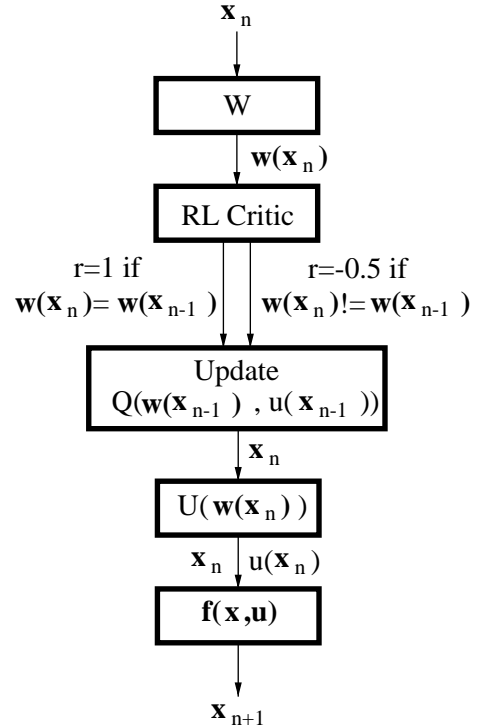 x n
W
w(x n)
RL Critic
r=1 if
w(x n)= w(x n-1)
r=-0.5 if
w(x n)!= w(x n-1)
Update
Q(w(x n-1) , u(x n-1))
x n
U(w(x n))
x n u(x n)
f(x,u)
x n+1